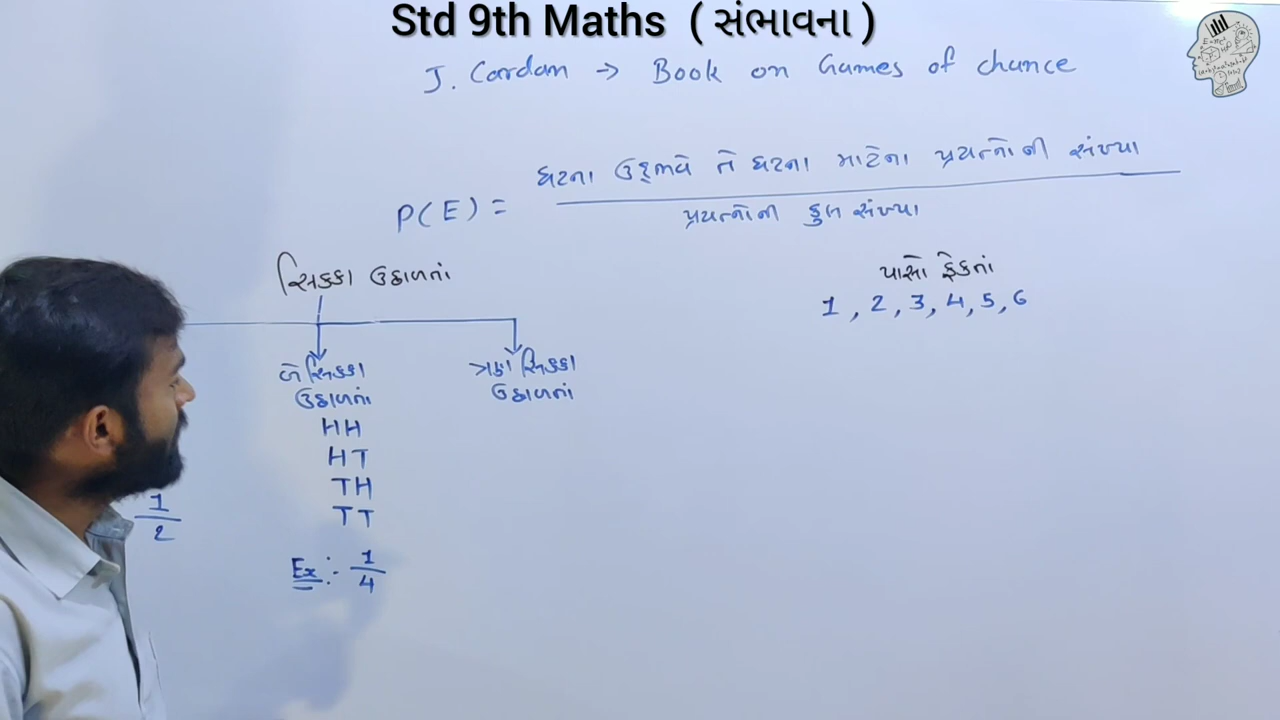 Std 9th Maths ( સંભાવના )
J. Cardam → Book on Games of chance
P(E) =
ઘટના ઉદ્ભવે તે ઘટના માટેના પ્રયત્નોની સંખ્યા
પ્રયત્નોની કુલ સંખ્યા
સિક્કા ઉછાળતાં
પાસો ફેંકતાં
1 , 2 , 3 , 4 , 5 , 6
બે સિક્કા
ઉછાળતાં
HH
HT
TH
TT
Ex :- 1/4
ત્રણ સિક્કા
ઉછાળતાં
1/2